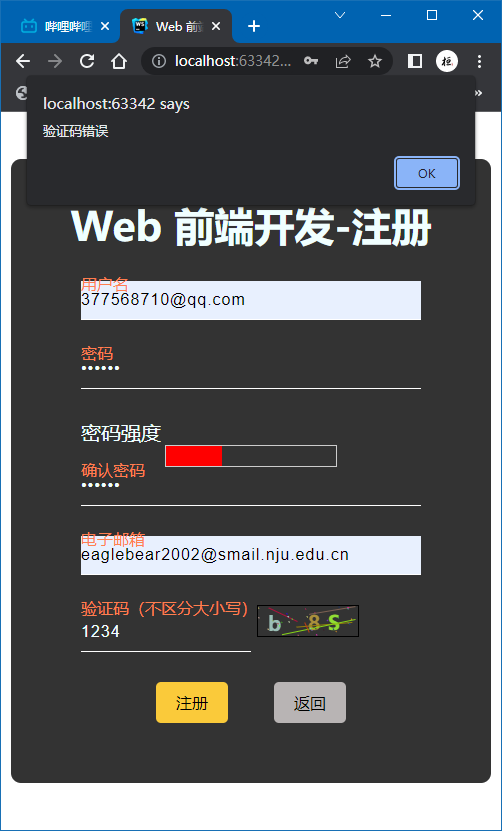 哔哩哔哩
Web 前
localhost:63342...
localhost:63342 says
验证码错误
OK
Web 前端开发-注册
用户名
377568710@qq.com
密码
••••••
密码强度
确认密码
••••••
电子邮箱
eaglebear2002@smail.nju.edu.cn
验证码（不区分大小写）
1234
b 8S
注册
返回